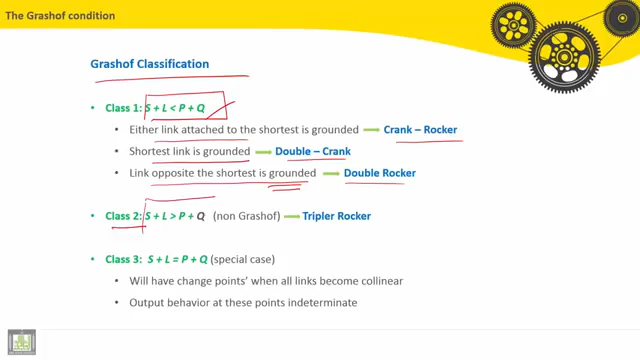 The Grashof condition
Grashof Classification
• Class 1: S + L < P + Q
• Either link attached to the shortest is grounded → Crank – Rocker
• Shortest link is grounded → Double – Crank
• Link opposite the shortest is grounded → Double Rocker
• Class 2: S + L > P + Q (non Grashof) → Tripler Rocker
• Class 3: S + L = P + Q (special case)
• Will have change points’ when all links become collinear
• Output behavior at these points indeterminate